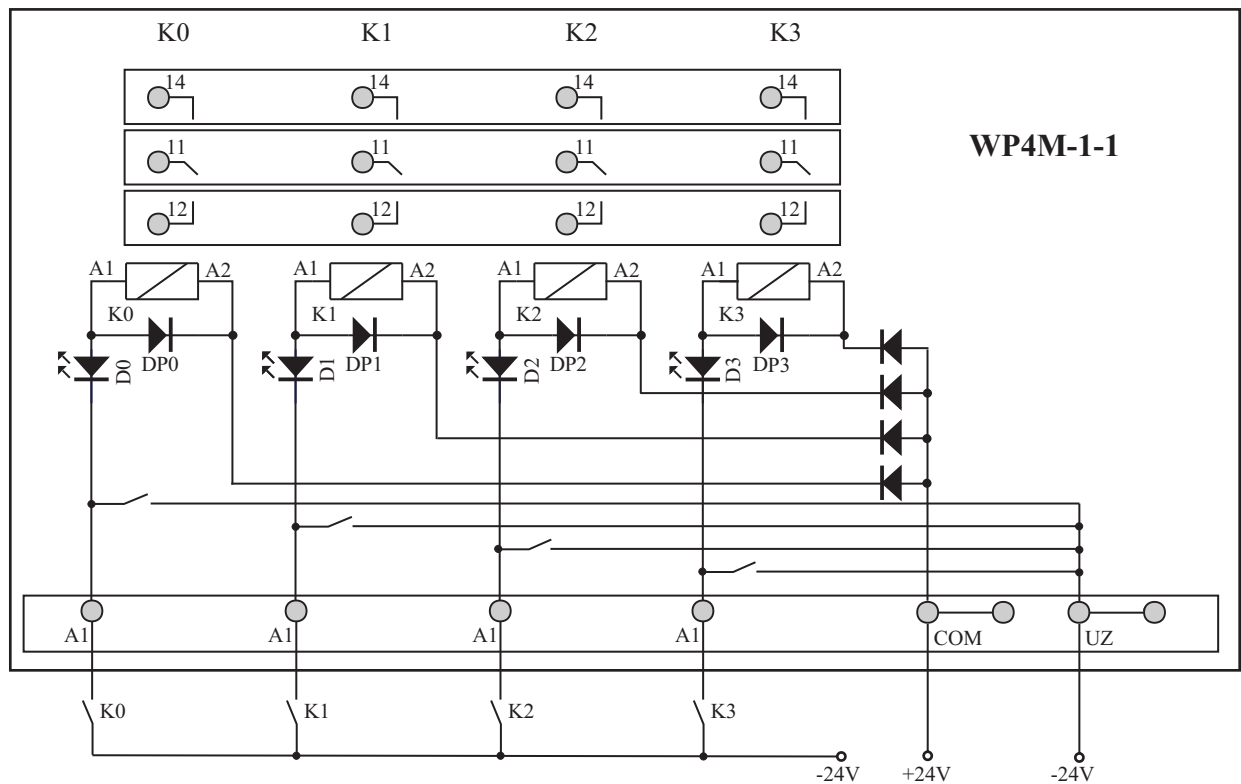 K0 K1 K2 K3
14 14 14 14
WP4M-1-1
11 11 11 11
12 12 12 12
A1 A2 A1 A2 A1 A2 A1 A2
K0 K1 K2 K3
D0 DP0 D1 DP1 D2 DP2 D3 DP3
A1 A1 A1 A1 COM UZ
K0 K1 K2 K3
-24V +24V -24V